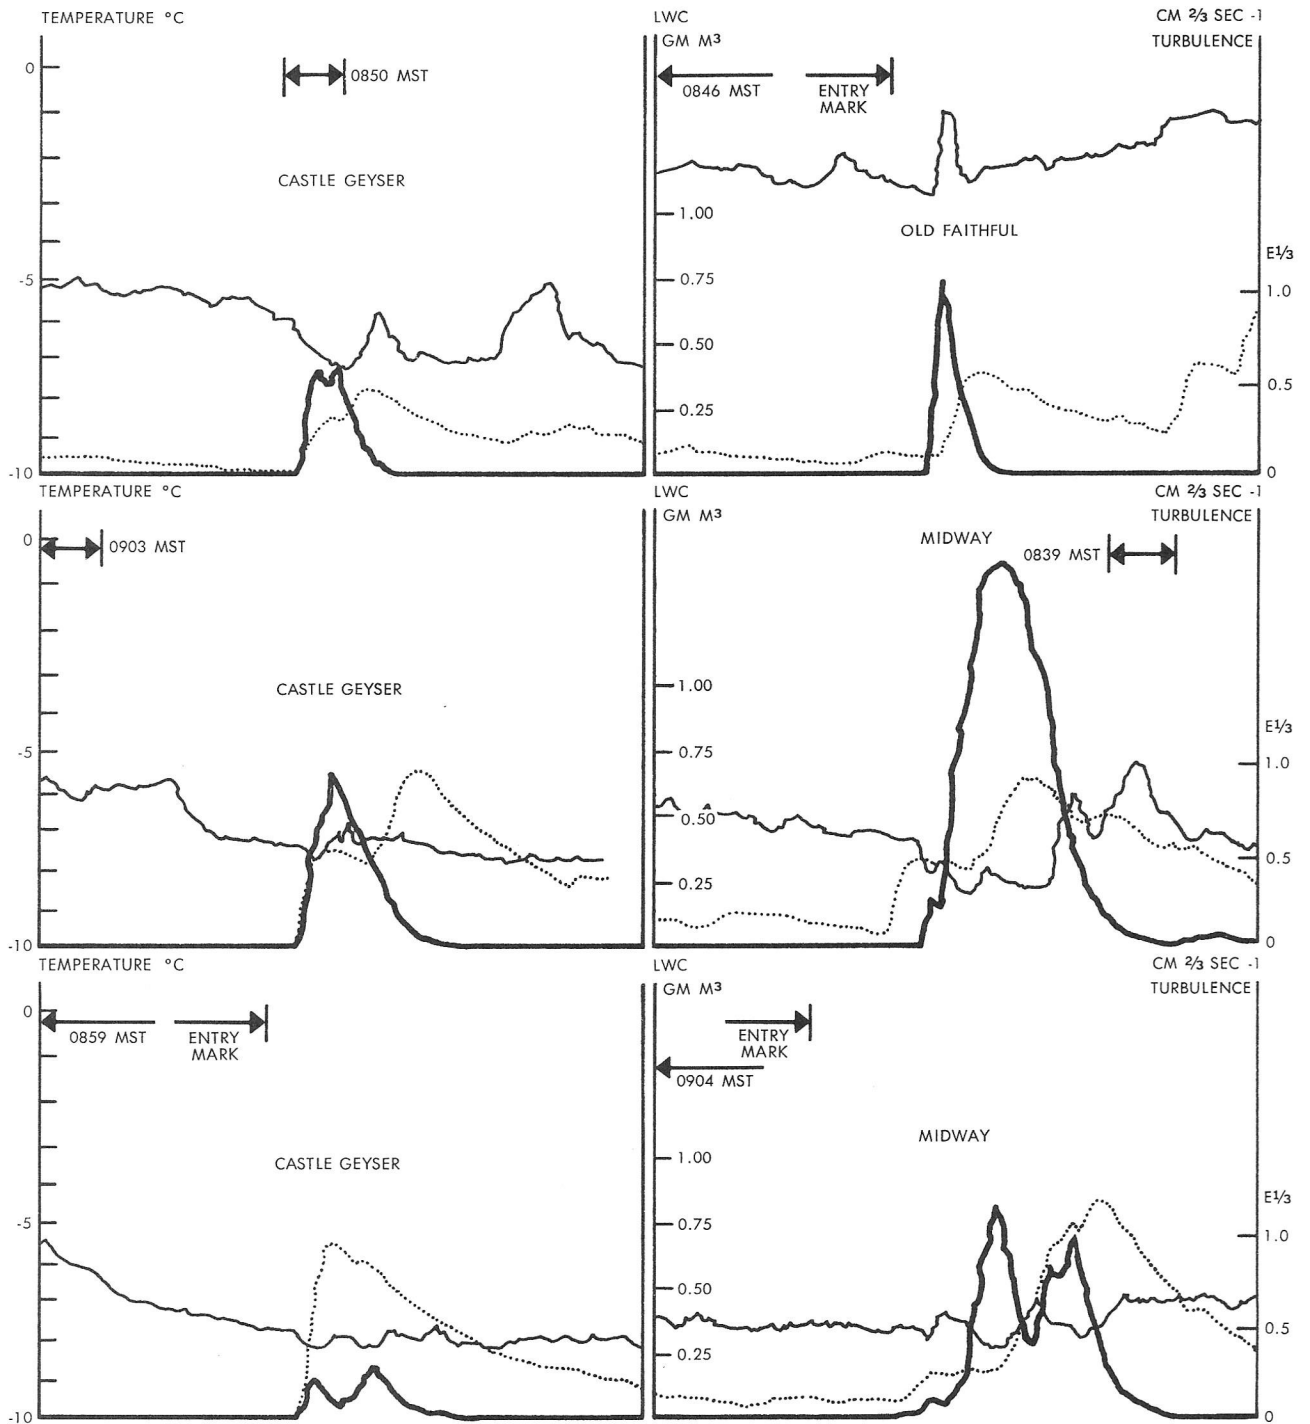 TEMPERATURE °C
0
0850 MST
CASTLE GEYSER
-5
-10
LWC
GM M³
CM 2/3 SEC -1
TURBULENCE
0846 MST
ENTRY
MARK
1.00
OLD FAITHFUL
E1/3
0.75
1.0
0.50
0.5
0.25
0
TEMPERATURE °C
0
0903 MST
CASTLE GEYSER
-5
-10
LWC
GM M³
CM 2/3 SEC -1
TURBULENCE
MIDWAY
0839 MST
1.00
E1/3
0.75
1.0
0.50
0.5
0.25
0
TEMPERATURE °C
0
0859 MST
ENTRY
MARK
CASTLE GEYSER
-5
-10
LWC
GM M³
CM 2/3 SEC -1
TURBULENCE
ENTRY
MARK
0904 MST
MIDWAY
1.00
E1/3
0.75
1.0
0.50
0.5
0.25
0